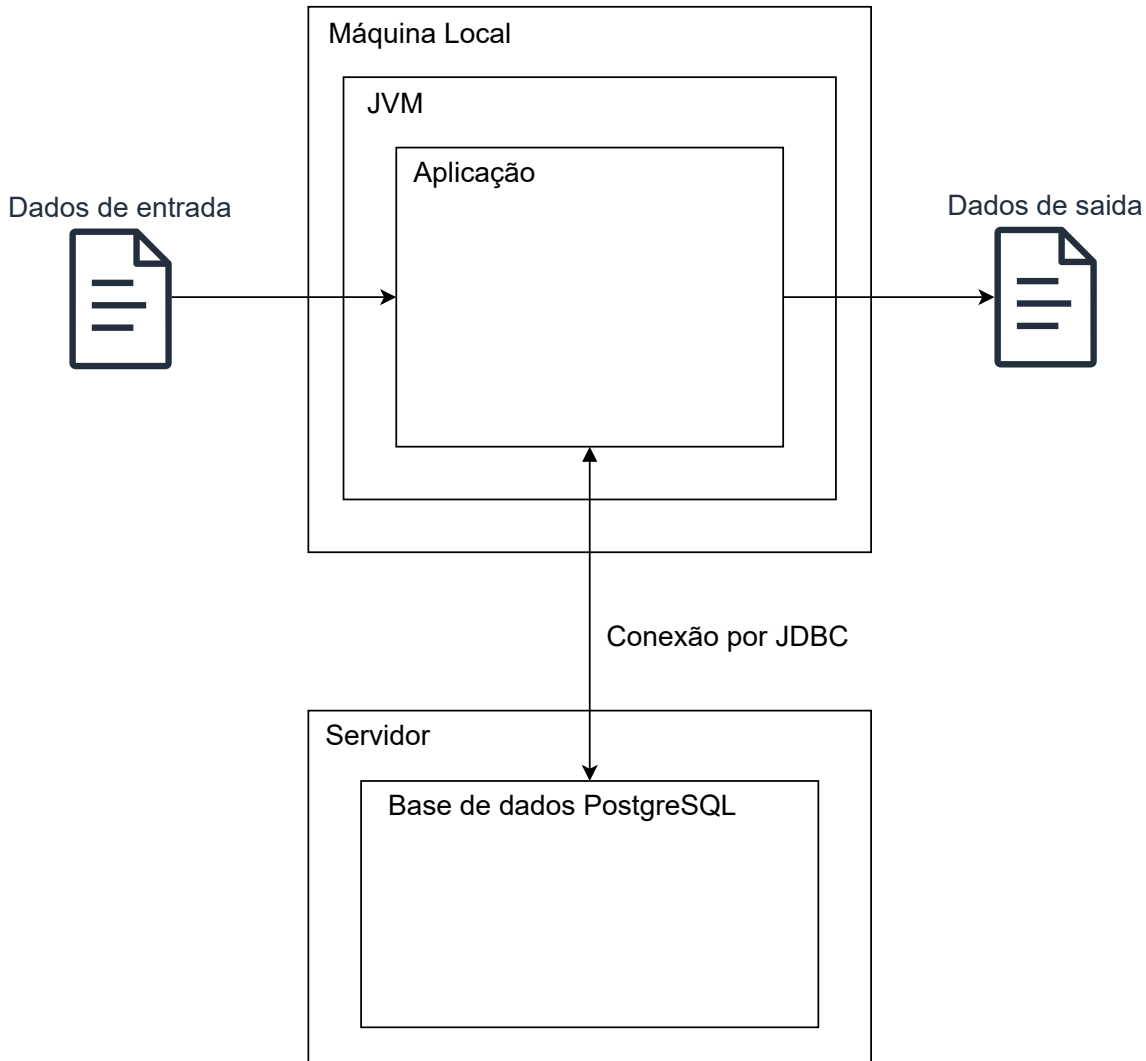 Máquina Local
JVM
Aplicação
Dados de entrada
Dados de saida
Conexão por JDBC
Servidor
Base de dados PostgreSQL